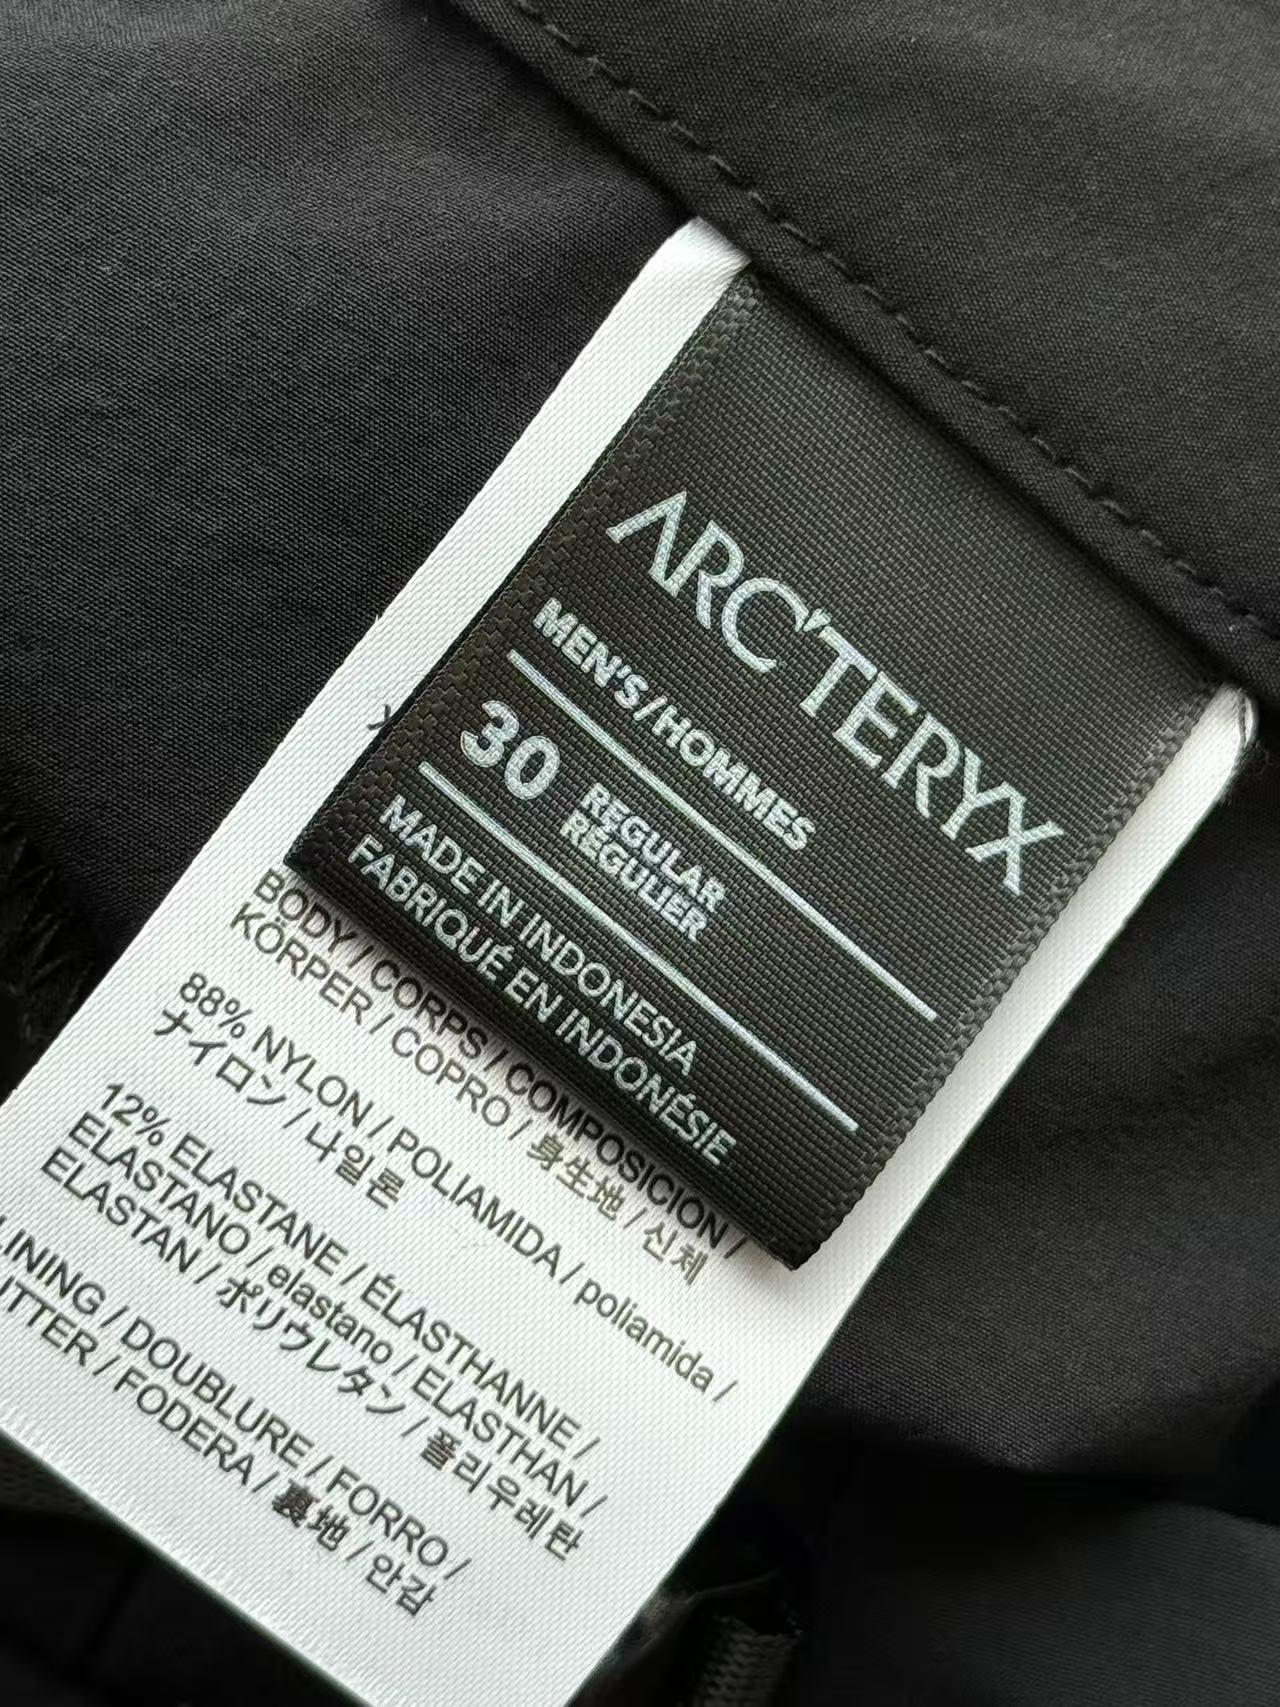 ARC'TERYX
MEN'S/HOMMES
30 REGULAR
RÉGULIER
MADE IN INDONESIA
FABRIQUÉ EN INDONÉSIE
BODY / CORPS / COMPOSICION /
KÖRPER / COPRO / 身生地 / 신체
88% NYLON / POLIAMIDA / poliamida /
ナイロン / 나일론
12% ELASTANE / ÉLASTHANNE /
ELASTANO / elastano / ELASTHAN /
ELASTAN / ポリウレタン / 폴리우레탄
LINING / DOUBLURE / FORRO /
FODERA / 裏地 / 안감